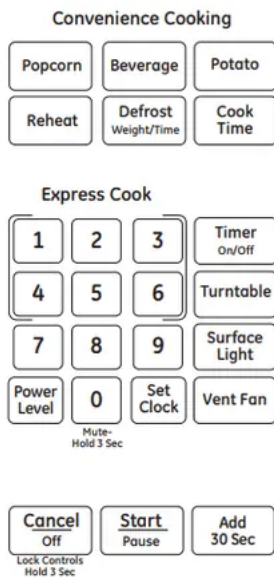 Convenience Cooking
Popcorn Beverage Potato
Reheat Defrost Weight/Time Cook Time
Express Cook
1 2 3 Timer On/Off
4 5 6 Turntable
7 8 9 Surface Light
Power Level 0 Set Clock Vent Fan
Mute-
Hold 3 Sec
Cancel Off Start Pause Add 30 Sec
Lock Controls
Hold 3 Sec